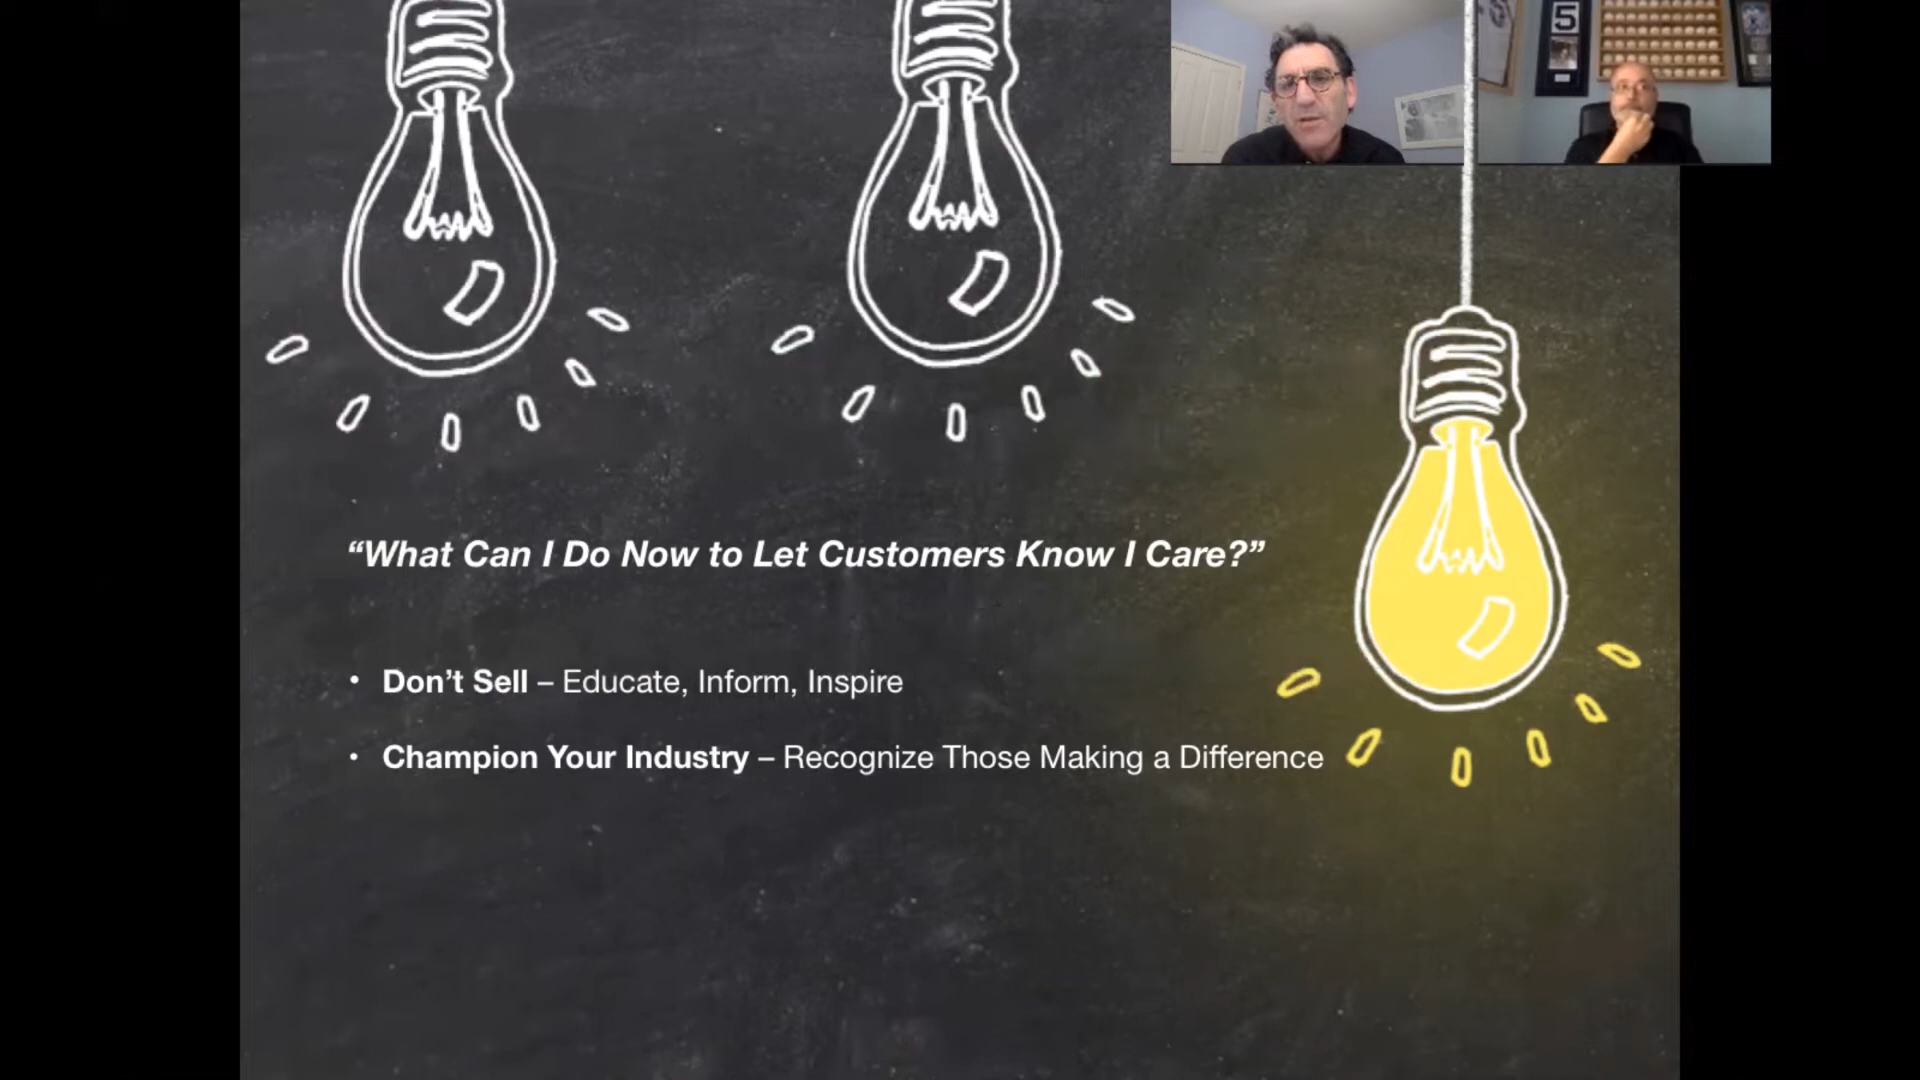 5
“What Can I Do Now to Let Customers Know I Care?”
• Don’t Sell – Educate, Inform, Inspire
• Champion Your Industry – Recognize Those Making a Difference